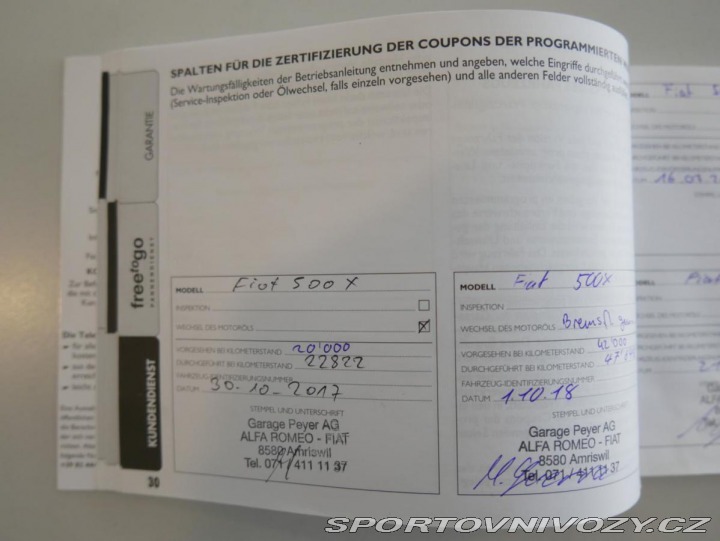 SPALTEN FÜR DIE ZERTIFIZIERUNG DER COUPONS DER PROGRAMMIERTEN
Die Wartungsfälligkeiten der Betriebsanleitung entnehmen und angeben, welche Eingriffe durchgeführt
(Service-Inspektion oder Ölwechsel, falls einzeln vorgesehen) und alle anderen Felder vollständig
GARANTIE
freetogo
PANNENDIENST
KUNDENDIENST
MODELL Fiat 500 X
INSPEKTION
WECHSEL DES MOTORÖLS
VORGESEHEN BEI KILOMETERSTAND 20'000
DURCHGEFÜHRT BEI KILOMETERSTAND 22822
FAHRZEUG-IDENTIFIZIERUNGSNUMMER
DATUM 30.10-2017
STEMPEL UND UNTERSCHRIFT
Garage Peyer AG
ALFA ROMEO - FIAT
8580 Amriswil
Tel. 071 / 411 11 37
30
MODELL Fiat 500X
INSPEKTION
WECHSEL DES MOTORÖLS Bremsfl.
VORGESEHEN BEI KILOMETERSTAND 42'000
DURCHGEFÜHRT BEI KILOMETERSTAND
FAHRZEUG-IDENTIFIZIERUNGSNUMMER
DATUM 1.10.18
STEMPEL UND UNTERSCHRIFT
Garage Peyer AG
ALFA ROMEO - FIAT
8580 Amriswil
Tel. 071 / 411 11 37
Fiat
SPORTOVNIVOZY.CZ